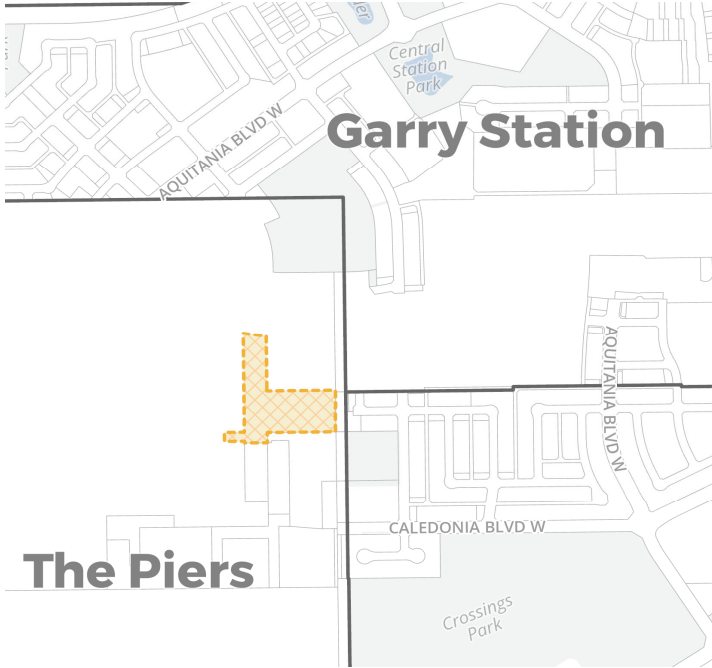 Central
Station
Park
Garry Station
AQUITANIA BLVD W
AQUITANIA BLVD W
CALEDONIA BLVD W
The Piers
Crossings
Park